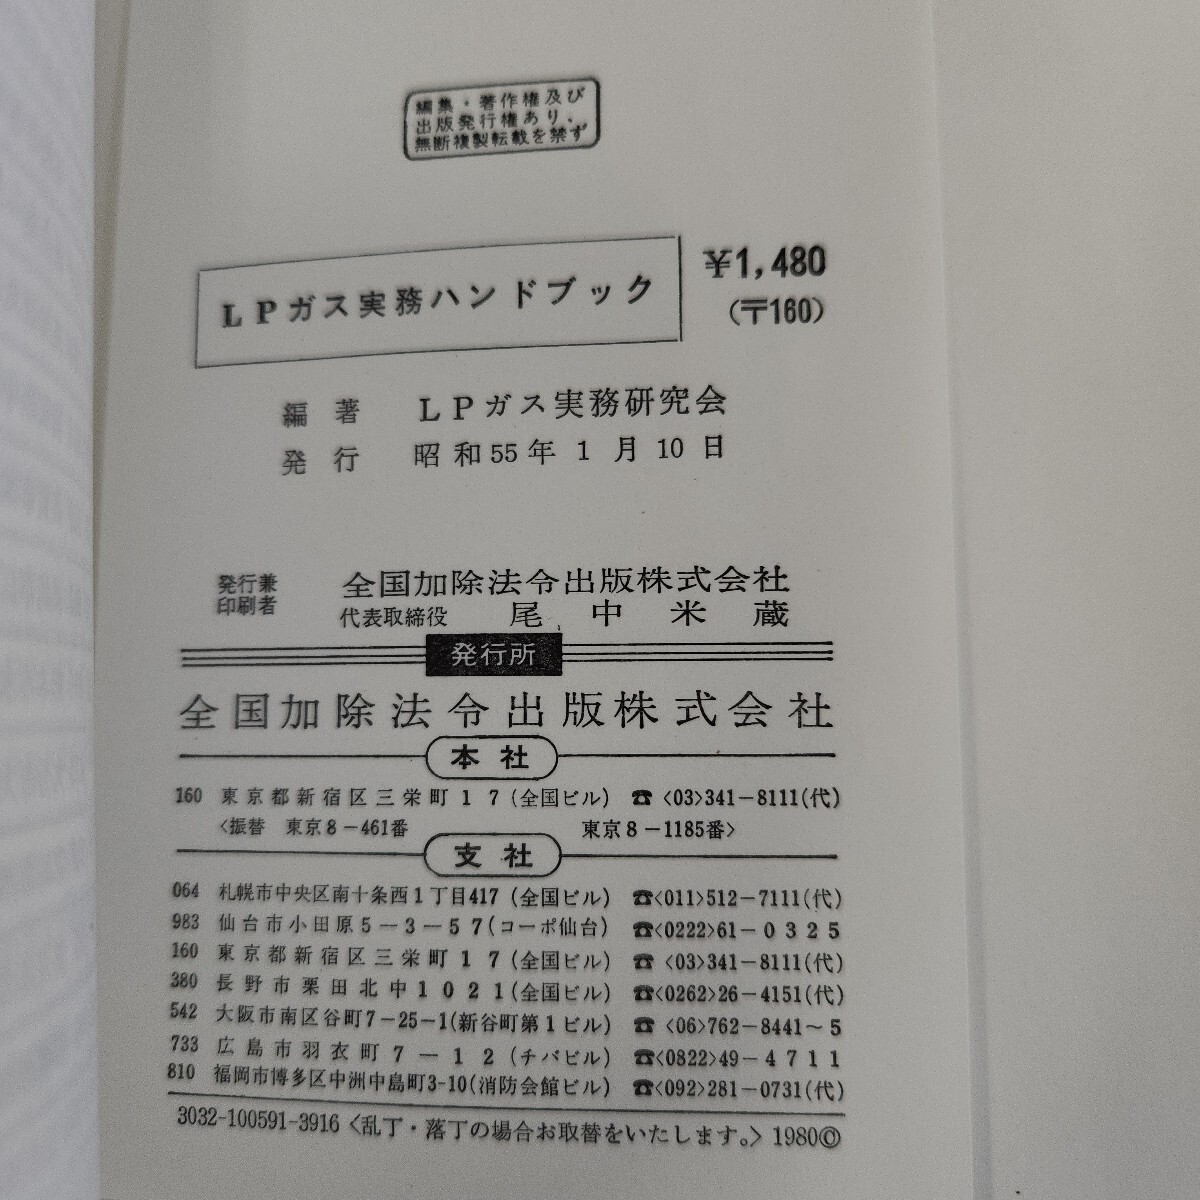 編集・著作権及び
出版発行権あり、
無断複製転載を禁ず
LPガス実務ハンドブック
¥1,480
(〒160)
編著 LPガス実務研究会
発行 昭和55年1月10日
発行兼
印刷者
全国加除法令出版株式会社
代表取締役 尾中米蔵
発行所
全国加除法令出版株式会社
本社
160 東京都新宿区三栄町17(全国ビル) ☎<03>341-8111(代)
<振替 東京8-461番 東京8-1185番>
支社
064 札幌市中央区南十条西1丁目417(全国ビル) ☎<011>512-7111(代)
983 仙台市小田原5-3-57(コーポ仙台) ☎<0222>61-0325
160 東京都新宿区三栄町17(全国ビル) ☎<03>341-8111(代)
380 長野市栗田北中1021(全国ビル) ☎<0262>26-4151(代)
542 大阪市南区谷町7-25-1(新谷町第1ビル) ☎<06>762-8441~5
733 広島市羽衣町7-12(チバビル) ☎<0822>49-4711
810 福岡市博多区中洲中島町3-10(消防会館ビル) ☎<092>281-0731(代)
3032-100591-3916<乱丁・落丁の場合お取替をいたします。>1980©